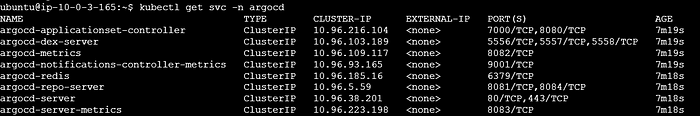 ubuntu@ip-10-0-3-165:~$ kubectl get svc -n argocd
NAME TYPE CLUSTER-IP EXTERNAL-IP PORT(S) AGE
argocd-applicationset-controller ClusterIP 10.96.216.104 <none> 7000/TCP,8080/TCP 7m19s
argocd-dex-server ClusterIP 10.96.103.189 <none> 5556/TCP,5557/TCP,5558/TCP 7m19s
argocd-metrics ClusterIP 10.96.109.117 <none> 8082/TCP 7m19s
argocd-notifications-controller-metrics ClusterIP 10.96.93.165 <none> 9001/TCP 7m19s
argocd-redis ClusterIP 10.96.185.16 <none> 6379/TCP 7m18s
argocd-repo-server ClusterIP 10.96.5.59 <none> 8081/TCP,8084/TCP 7m18s
argocd-server ClusterIP 10.96.38.201 <none> 80/TCP,443/TCP 7m18s
argocd-server-metrics ClusterIP 10.96.223.198 <none> 8083/TCP 7m18s